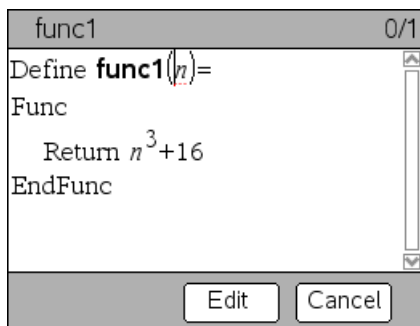 func1 0/1
Define func1(n)=
Func
Return n³+16
EndFunc
Edit Cancel